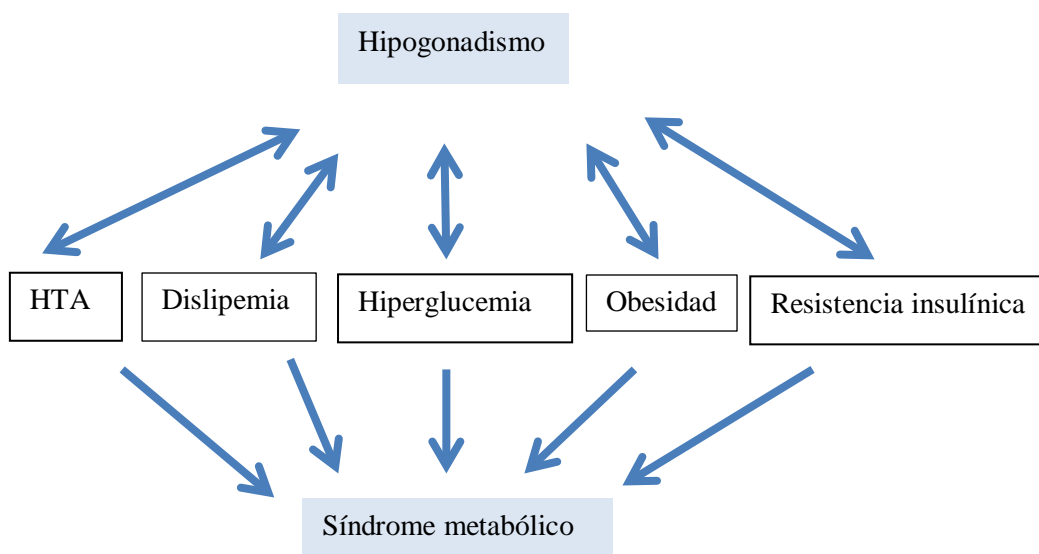 Hipogonadismo
HTA
Dislipemia
Hiperglucemia
Obesidad
Resistencia insulínica
Síndrome metabólico